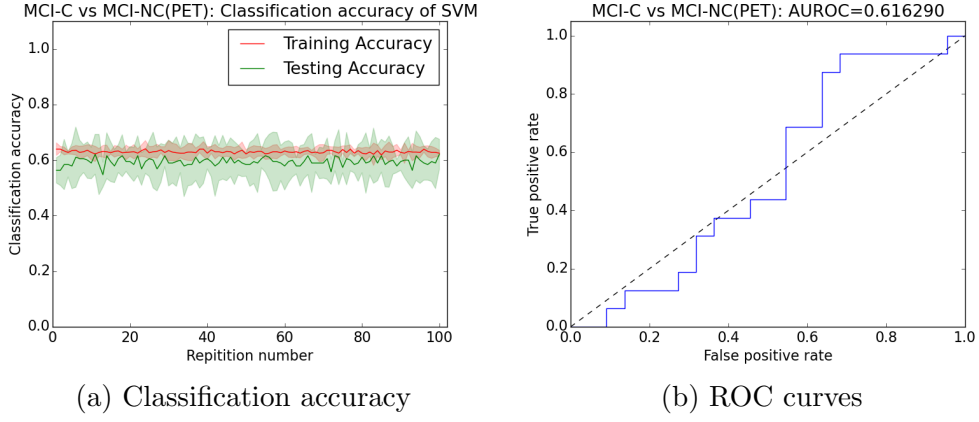 MCI-C vs MCI-NC(PET): Classification accuracy of SVM
Training Accuracy
Testing Accuracy
Classification accuracy
1.0
0.8
0.6
0.4
0.2
0.0
0 20 40 60 80 100
Repitition number
(a) Classification accuracy
MCI-C vs MCI-NC(PET): AUROC=0.616290
True positive rate
1.0
0.8
0.6
0.4
0.2
0.0
0.0 0.2 0.4 0.6 0.8 1.0
False positive rate
(b) ROC curves